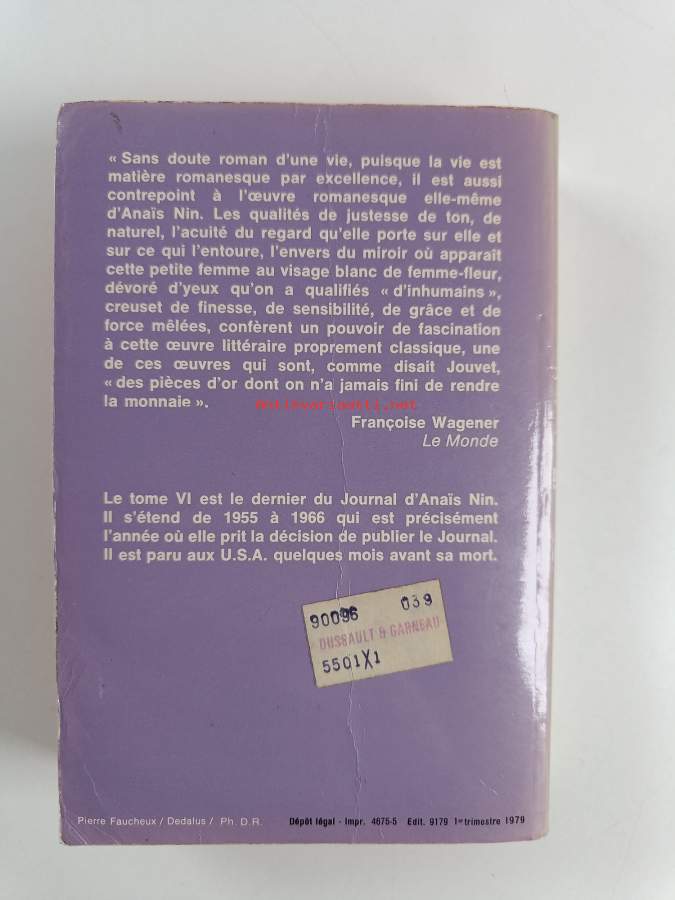 « Sans doute roman d'une vie, puisque la vie est
matière romanesque par excellence, il est aussi
contrepoint à l'œuvre romanesque elle-même
d'Anaïs Nin. Les qualités de justesse de ton, de
naturel, l'acuité du regard qu'elle porte sur elle et
sur ce qui l'entoure, l'envers du miroir où apparaît
cette petite femme au visage blanc de femme-fleur,
dévoré d'yeux qu'on a qualifiés « d'inhumains »,
creuset de finesse, de sensibilité, de grâce et de
force mêlées, confèrent un pouvoir de fascination
à cette œuvre littéraire proprement classique, une
de ces œuvres qui sont, comme disait Jouvet,
« des pièces d'or dont on n'a jamais fini de rendre
la monnaie ».
antikvariaatti.net
Françoise Wagener
Le Monde
Le tome VI est le dernier du Journal d'Anaïs Nin.
Il s'étend de 1955 à 1966 qui est précisément
l'année où elle prit la décision de publier le Journal.
Il est paru aux U.S.A. quelques mois avant sa mort.
90096 039
DUSSAULT & GARNEAU
5501X1
Pierre Faucheux / Dedalus / Ph. D.R. Dépôt légal - Impr. 4675-5 Edit. 9179 1er trimestre 1979